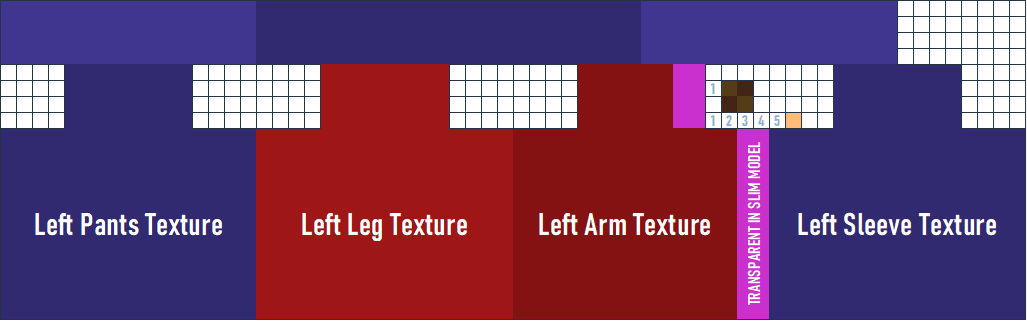 1
1 2 3 4 5
Left Pants Texture
Left Leg Texture
Left Arm Texture
TRANSPARENT IN SLIM MODEL
Left Sleeve Texture